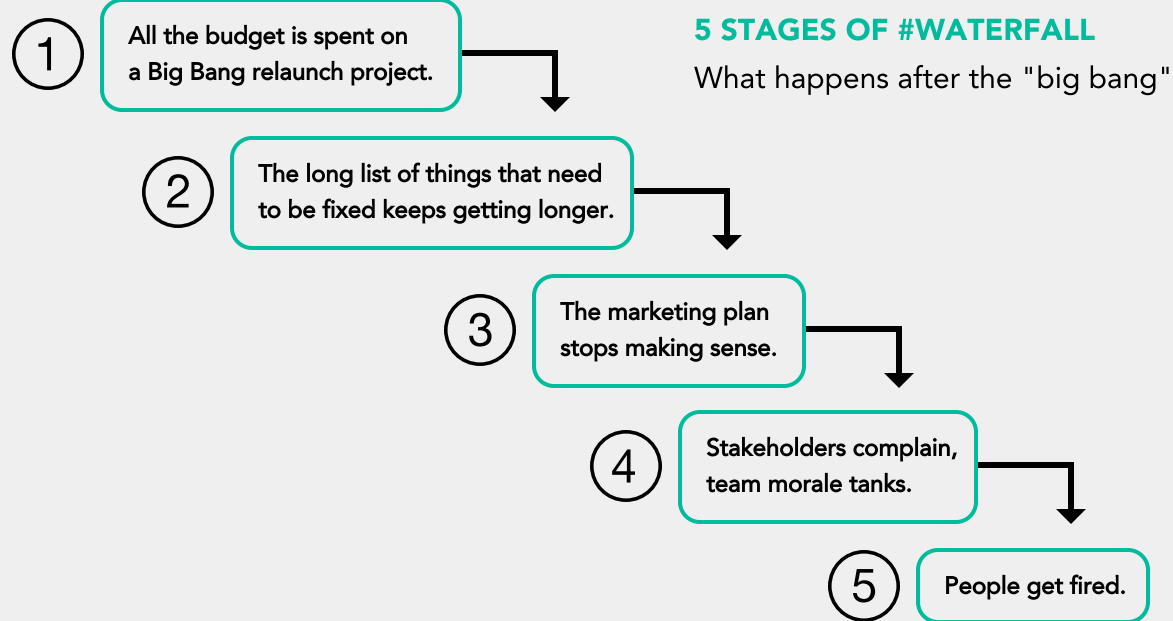 5 STAGES OF #WATERFALL
What happens after the "big bang"
1
All the budget is spent on
a Big Bang relaunch project.
2
The long list of things that need
to be fixed keeps getting longer.
3
The marketing plan
stops making sense.
4
Stakeholders complain,
team morale tanks.
5
People get fired.